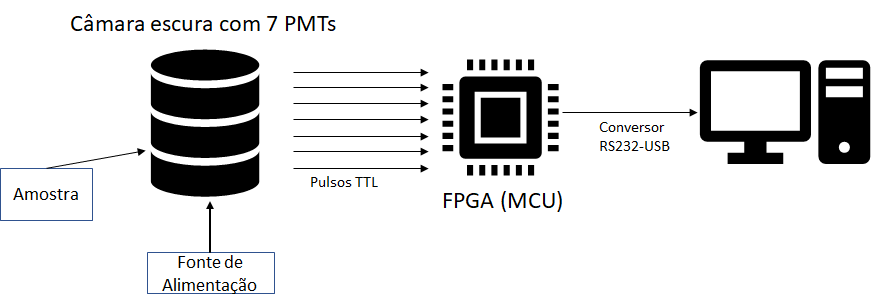 Câmara escura com 7 PMTs
Amostra
Fonte de
Alimentação
Pulsos TTL
FPGA (MCU)
Conversor
RS232-USB